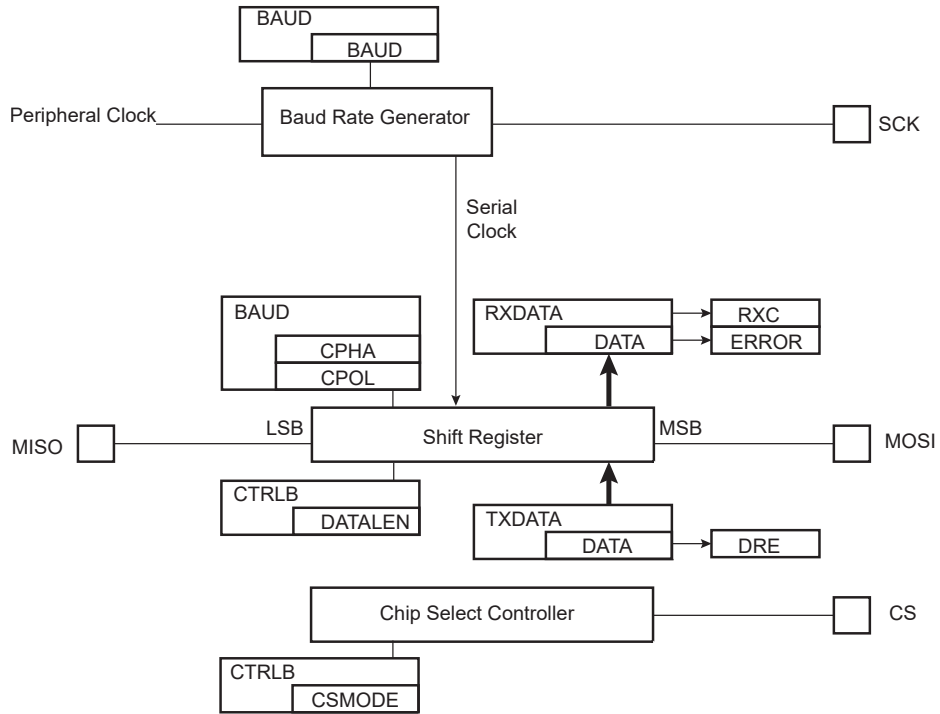 BAUD
BAUD
Peripheral Clock
Baud Rate Generator
SCK
Serial
Clock
BAUD
CPHA
CPOL
RXDATA
DATA
RXC
ERROR
MISO
LSB
Shift Register
MSB
MOSI
CTRLB
DATALEN
TXDATA
DATA
DRE
Chip Select Controller
CS
CTRLB
CSMODE